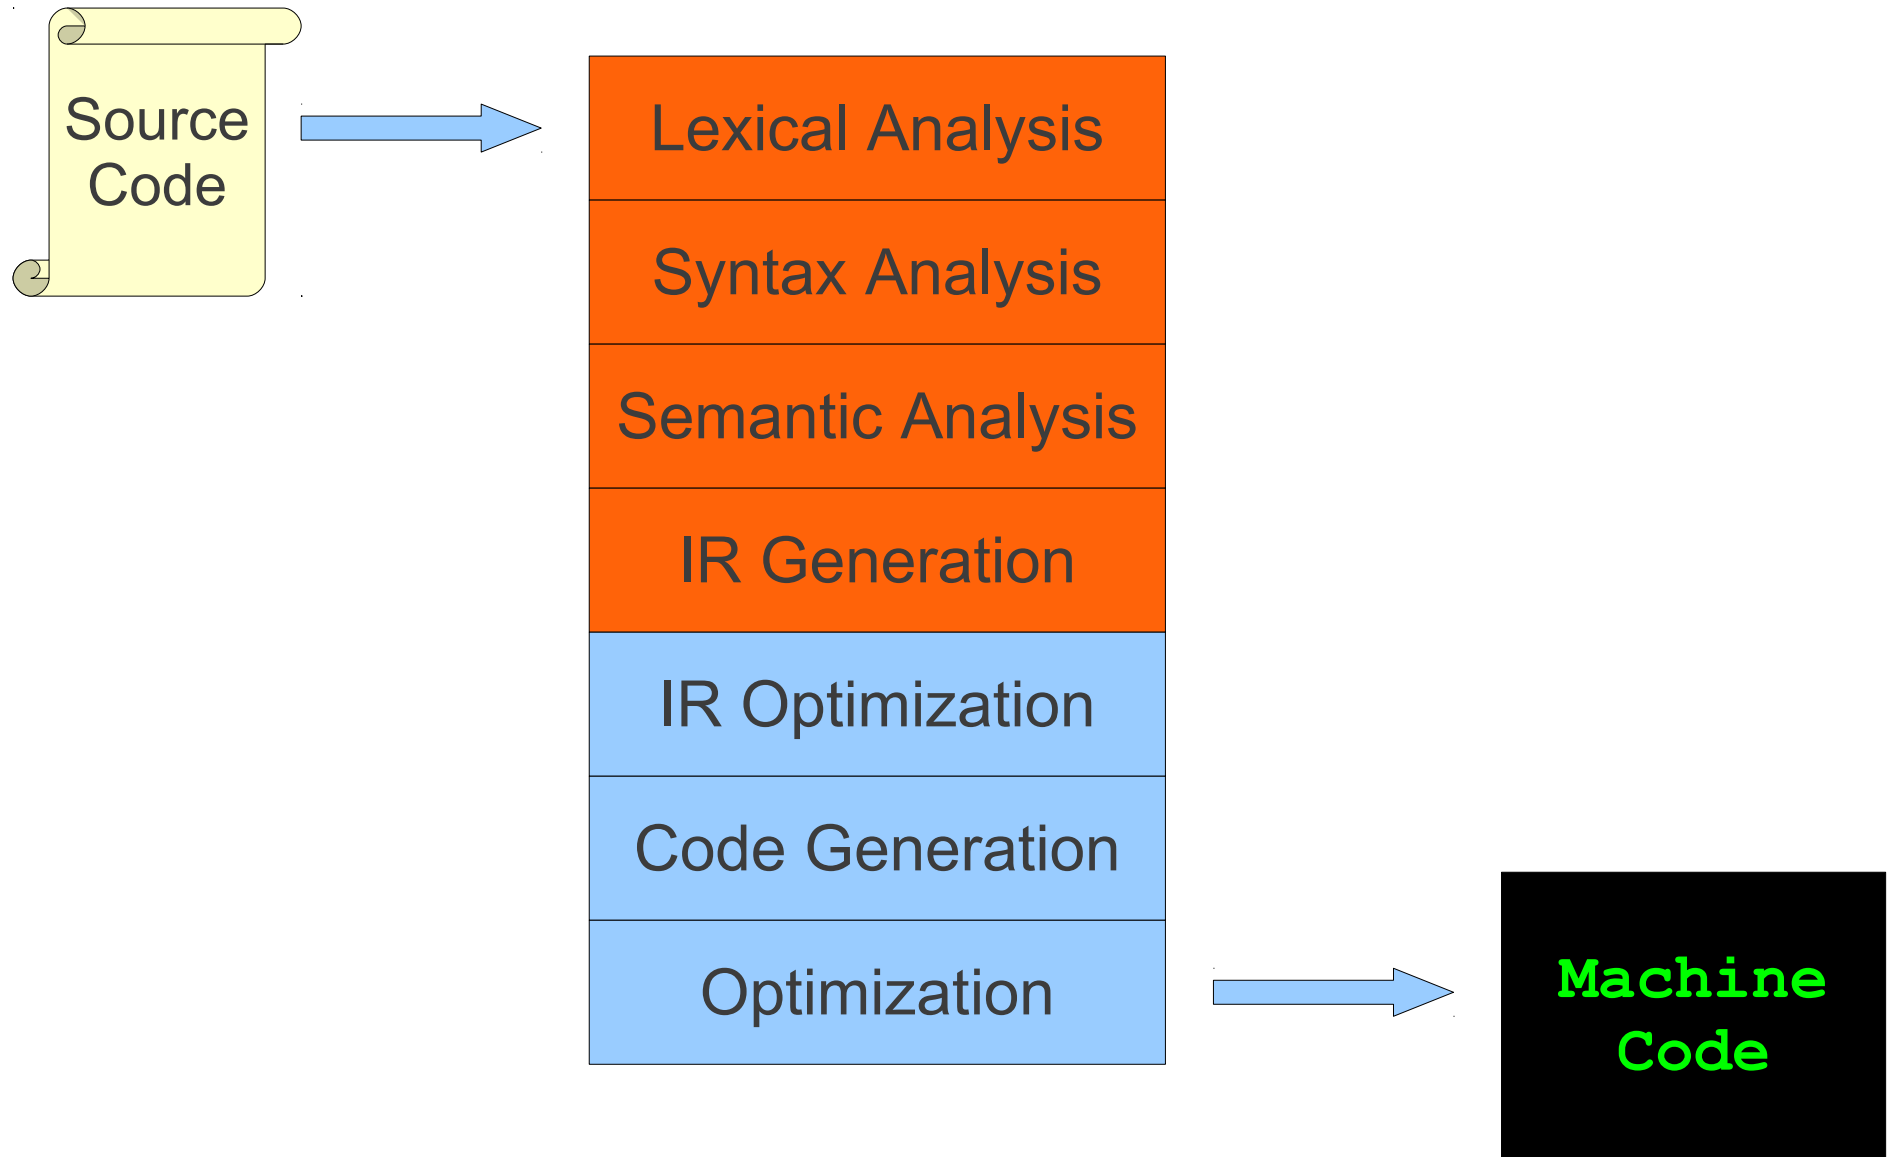 Source
Code
Lexical Analysis
Syntax Analysis
Semantic Analysis
IR Generation
IR Optimization
Code Generation
Optimization
Machine
Code